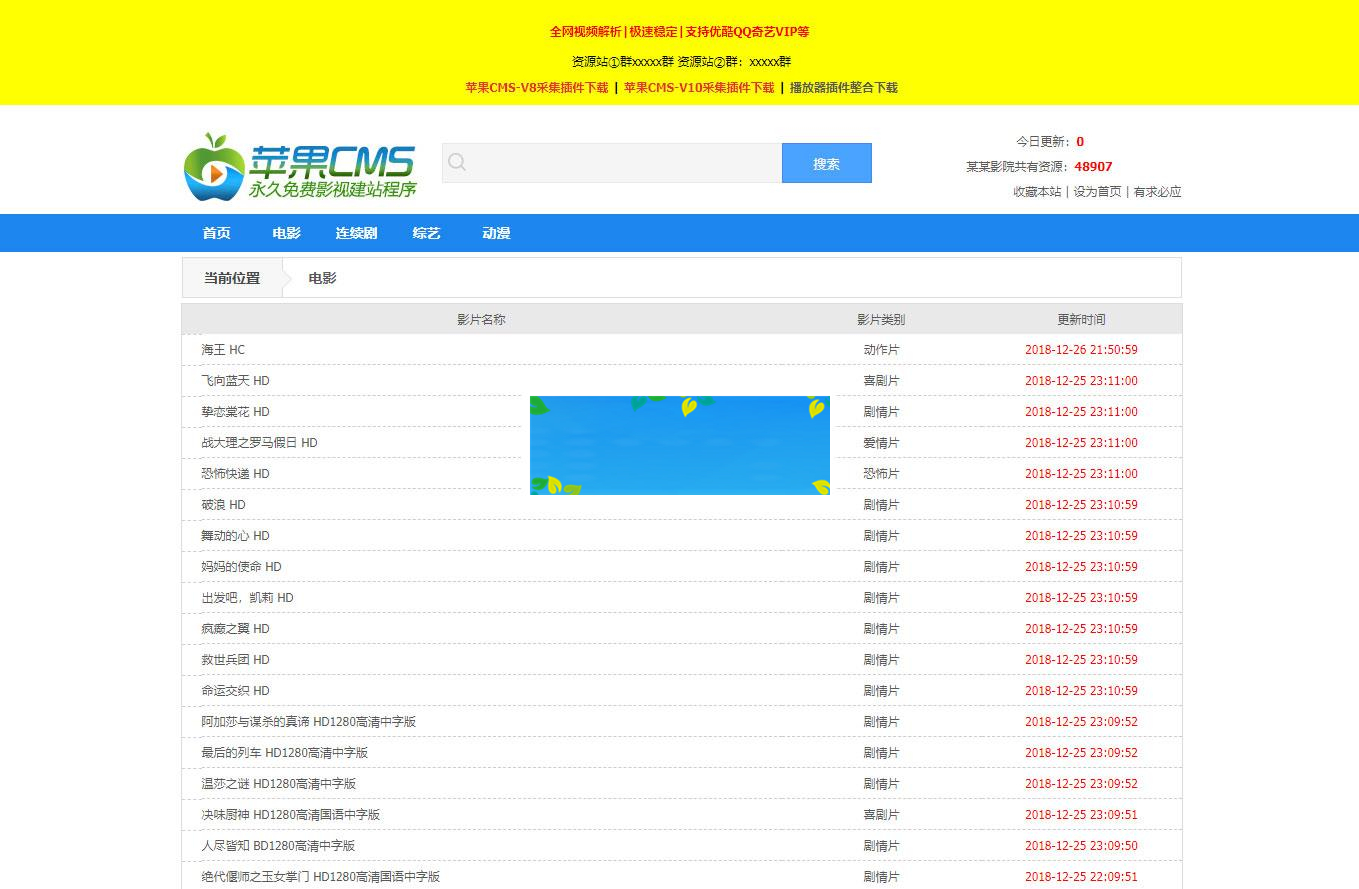 全网视频解析|极速稳定|支持优酷QQ奇艺VIP等
资源站①群xxxxx群 资源站②群：xxxxx群
苹果CMS-V8采集插件下载 | 苹果CMS-V10采集插件下载 | 播放器插件整合下载
苹果CMS
永久免费影视建站程序
搜索
今日更新：0
某某影院共有资源：48907
收藏本站 | 设为首页 | 有求必应
首页 电影 连续剧 综艺 动漫
当前位置 电影
影片名称 影片类别 更新时间
海王 HC 动作片 2018-12-26 21:50:59
飞向蓝天 HD 喜剧片 2018-12-25 23:11:00
挚恋棠花 HD 剧情片 2018-12-25 23:11:00
战大理之罗马假日 HD 爱情片 2018-12-25 23:11:00
恐怖快递 HD 恐怖片 2018-12-25 23:11:00
破浪 HD 剧情片 2018-12-25 23:10:59
舞动的心 HD 剧情片 2018-12-25 23:10:59
妈妈的使命 HD 剧情片 2018-12-25 23:10:59
出发吧，凯莉 HD 剧情片 2018-12-25 23:10:59
疯癫之翼 HD 剧情片 2018-12-25 23:10:59
救世兵团 HD 剧情片 2018-12-25 23:10:59
命运交织 HD 剧情片 2018-12-25 23:10:59
阿加莎与谋杀的真谛 HD1280高清中字版 剧情片 2018-12-25 23:09:52
最后的列车 HD1280高清中字版 剧情片 2018-12-25 23:09:52
温莎之谜 HD1280高清中字版 剧情片 2018-12-25 23:09:52
决味厨神 HD1280高清国语中字版 喜剧片 2018-12-25 23:09:51
人尽皆知 BD1280高清中字版 剧情片 2018-12-25 23:09:50
绝代偃师之玉女掌门 HD1280高清国语中字版 剧情片 2018-12-25 22:09:51